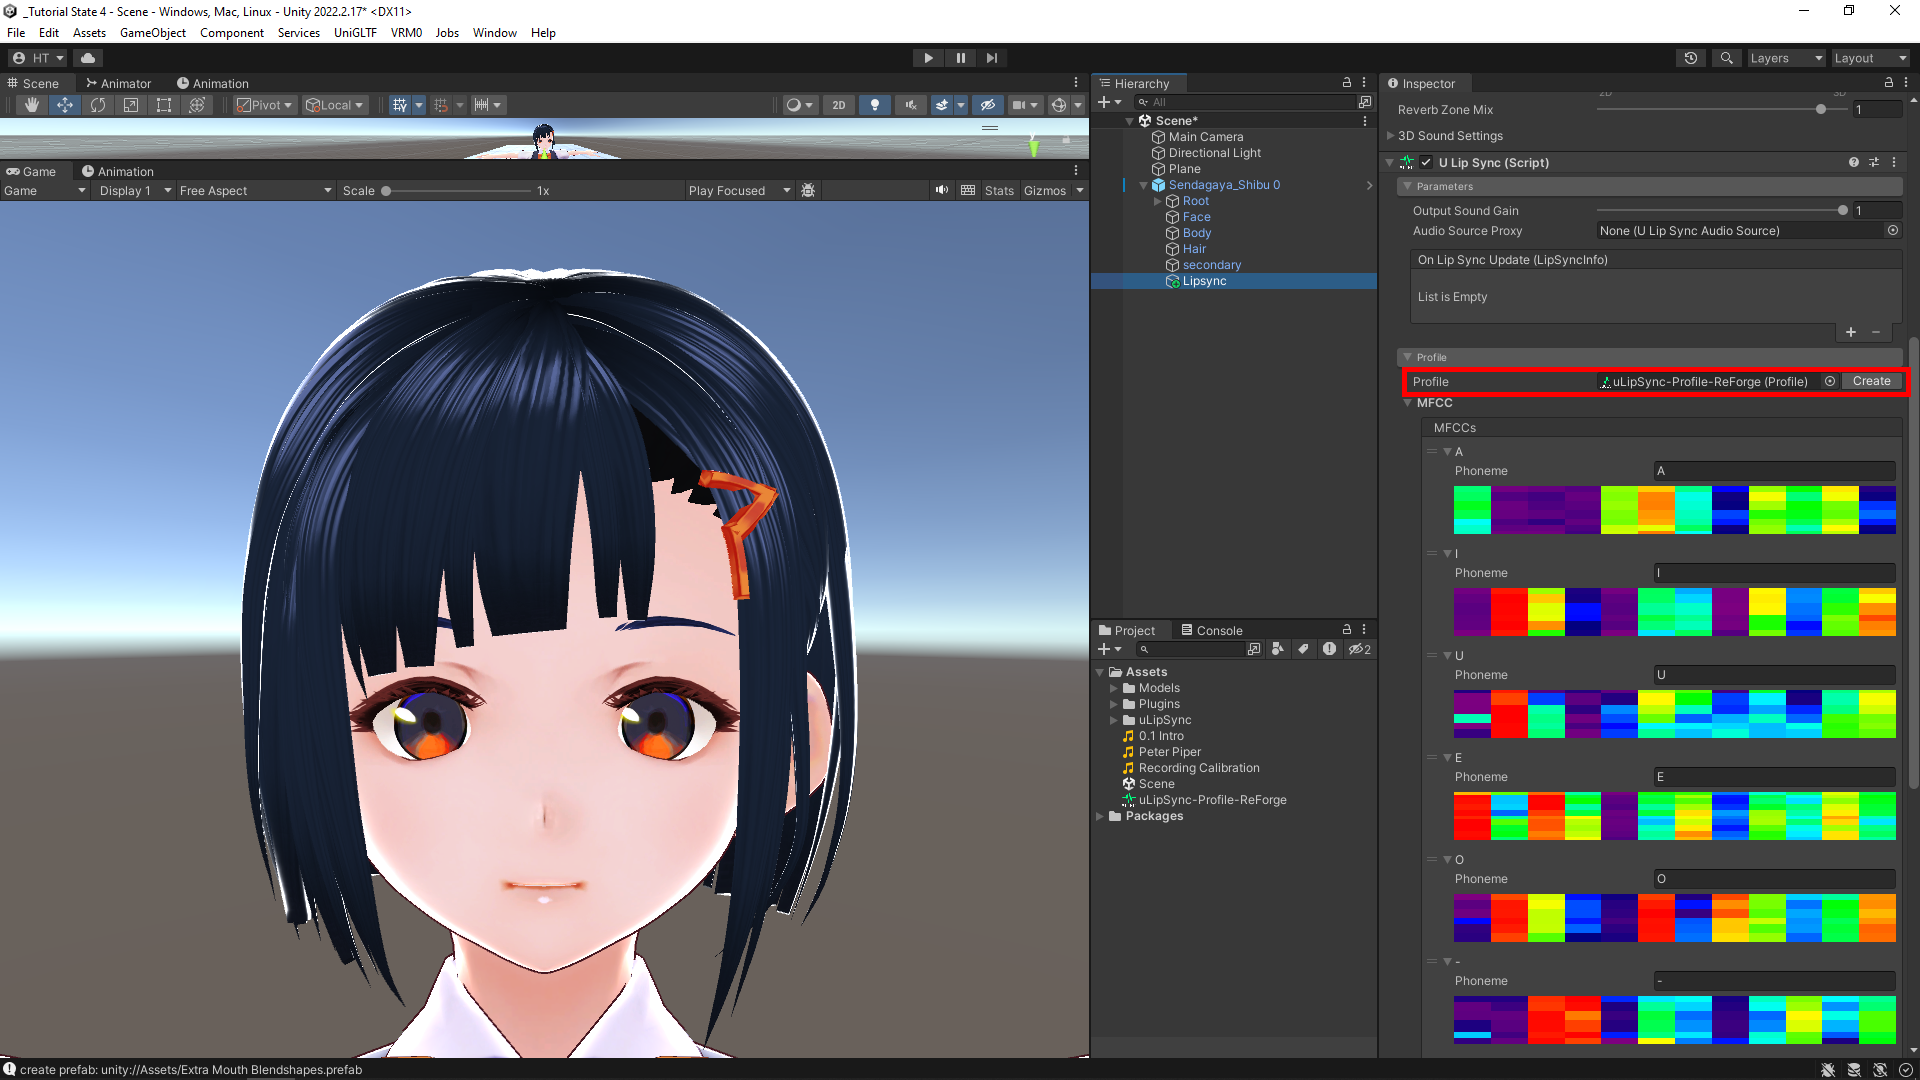 _Tutorial State 4 - Scene - Windows, Mac, Linux - Unity 2022.2.17* <DX11>
File Edit Assets GameObject Component Services UniGLTF VRM0 Jobs Window Help
HT Layers Layout
Scene Animator Animation
Pivot Local 2D
Game Animation
Game Display 1 Free Aspect Scale 1x Play Focused Stats Gizmos
Hierarchy
All
Scene*
Main Camera
Directional Light
Plane
Sendagaya_Shibu 0
Root
Face
Body
Hair
secondary
Lipsync
Project Console
2
Assets
Models
Plugins
uLipSync
0.1 Intro
Peter Piper
Recording Calibration
Scene
uLipSync-Profile-ReForge
Packages
Inspector
2D 3D
Reverb Zone Mix 1
3D Sound Settings
U Lip Sync (Script)
Parameters
Output Sound Gain 1
Audio Source Proxy None (U Lip Sync Audio Source)
On Lip Sync Update (LipSyncInfo)
List is Empty
Profile
Profile uLipSync-Profile-ReForge (Profile) Create
MFCC
MFCCs
A
Phoneme A
I
Phoneme I
U
Phoneme U
E
Phoneme E
O
Phoneme O
-
Phoneme -
create prefab: unity://Assets/Extra Mouth Blendshapes.prefab